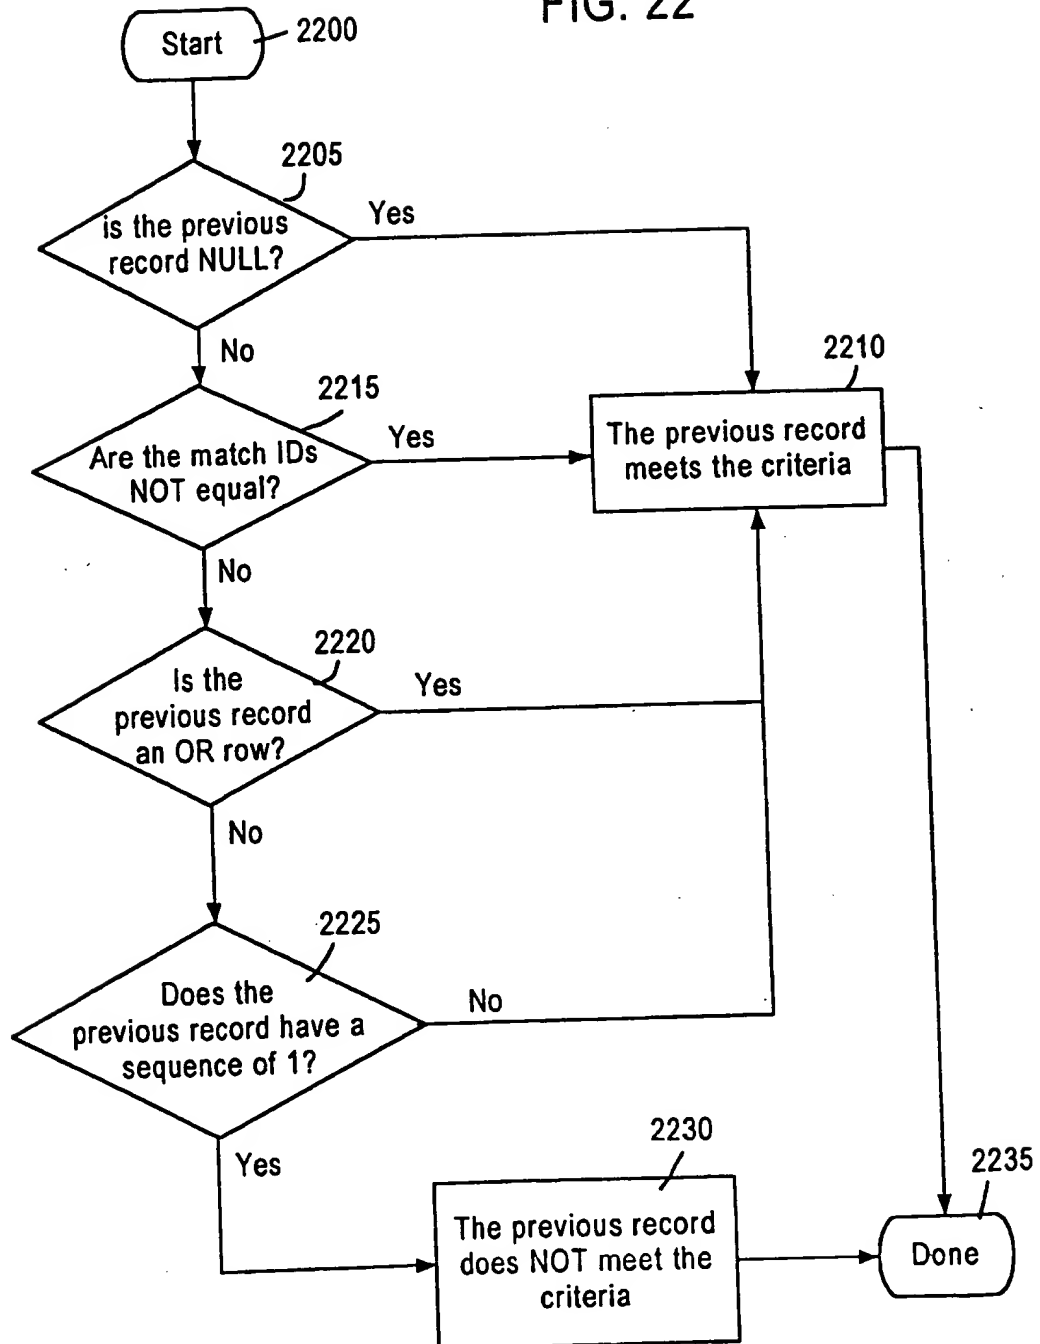 FIG. 22
Start
2200
2205
is the previous
record NULL?
Yes
No
2210
2215
Are the match IDs
NOT equal?
Yes
The previous record
meets the criteria
No
2220
Is the
previous record
an OR row?
Yes
No
2225
Does the
previous record have a
sequence of 1?
No
Yes
2230
2235
The previous record
does NOT meet the
criteria
Done